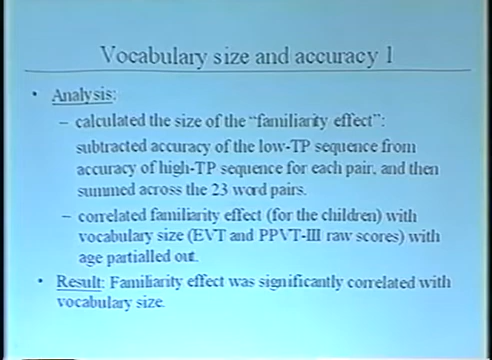 Vocabulary size and accuracy 1
• Analysis:
– calculated the size of the "familiarity effect":
subtracted accuracy of the low-TP sequence from
accuracy of high-TP sequence for each pair, and then
summed across the 23 word pairs.
– correlated familiarity effect (for the children) with
vocabulary size (EVT and PPVT-III raw scores) with
age partialled out.
• Result: Familiarity effect was significantly correlated with
vocabulary size.